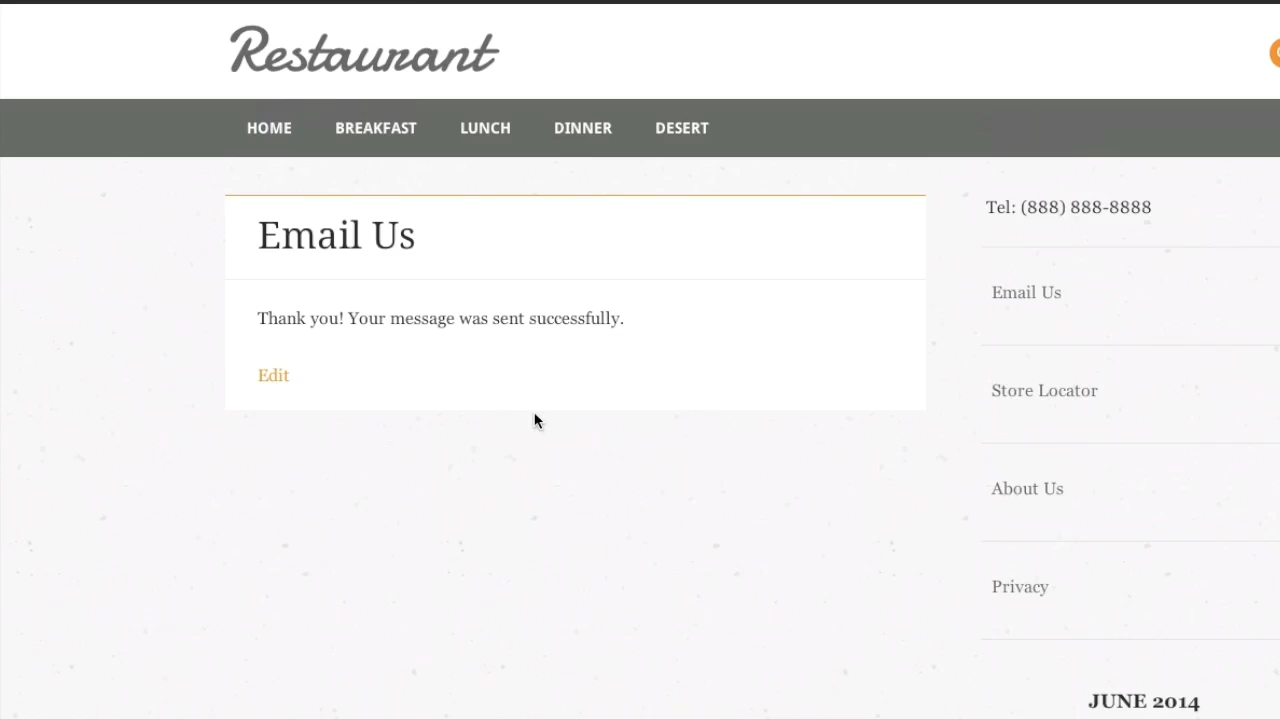 Restaurant
HOME BREAKFAST LUNCH DINNER DESERT
Email Us
Thank you! Your message was sent successfully.
Edit
Tel: (888) 888-8888
Email Us
Store Locator
About Us
Privacy
JUNE 2014